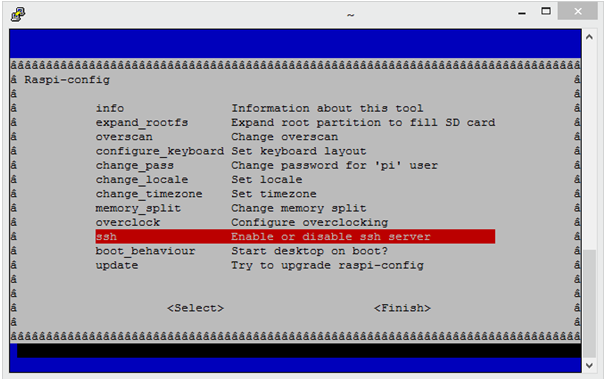 ~
Raspi-config
info Information about this tool
expand_rootfs Expand root partition to fill SD card
overscan Change overscan
configure_keyboard Set keyboard layout
change_pass Change password for 'pi' user
change_locale Set locale
change_timezone Set timezone
memory_split Change memory split
overclock Configure overclocking
ssh Enable or disable ssh server
boot_behaviour Start desktop on boot?
update Try to upgrade raspi-config
<Select> <Finish>